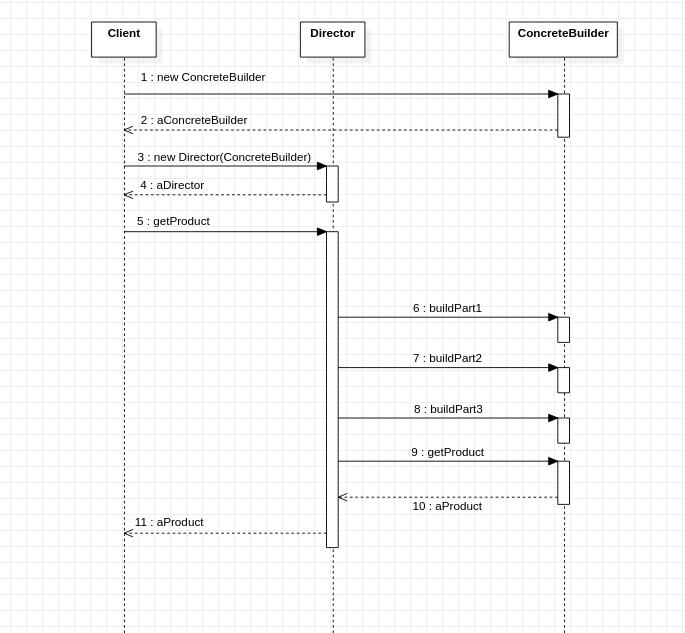 Client
Director
ConcreteBuilder
1 : new ConcreteBuilder
2 : aConcreteBuilder
3 : new Director(ConcreteBuilder)
4 : aDirector
5 : getProduct
6 : buildPart1
7 : buildPart2
8 : buildPart3
9 : getProduct
10 : aProduct
11 : aProduct